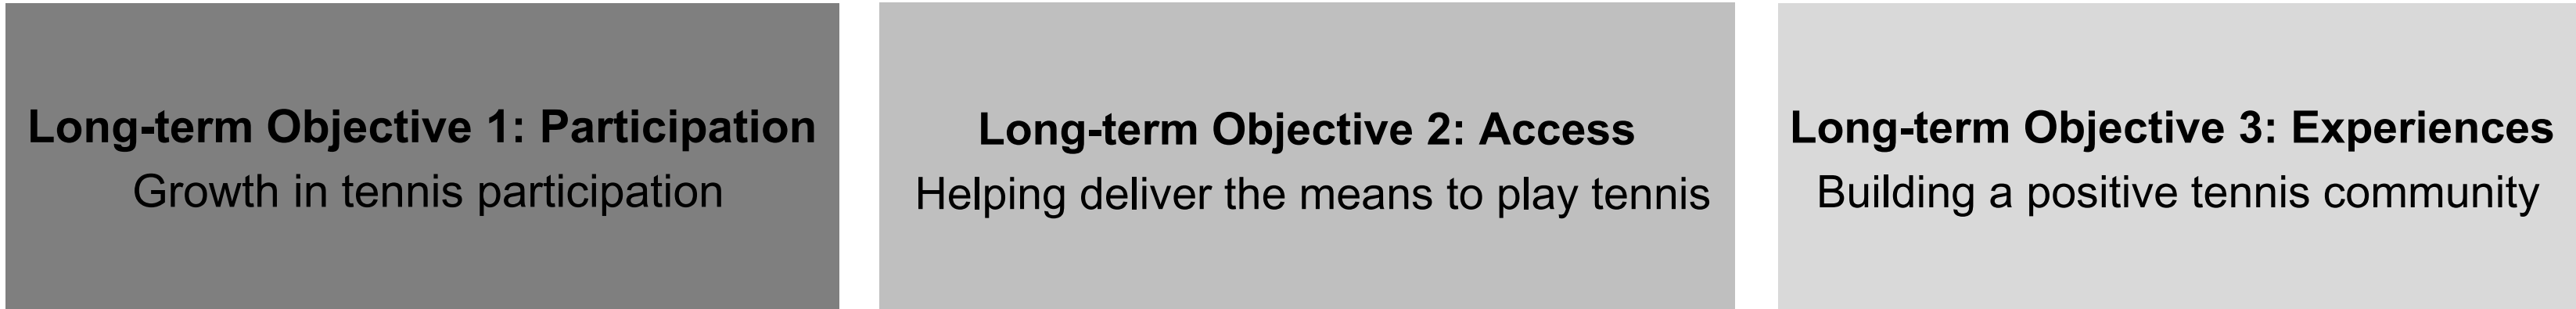 Long-term Objective 1: Participation
Growth in tennis participation
Long-term Objective 2: Access
Helping deliver the means to play tennis
Long-term Objective 3: Experiences
Building a positive tennis community